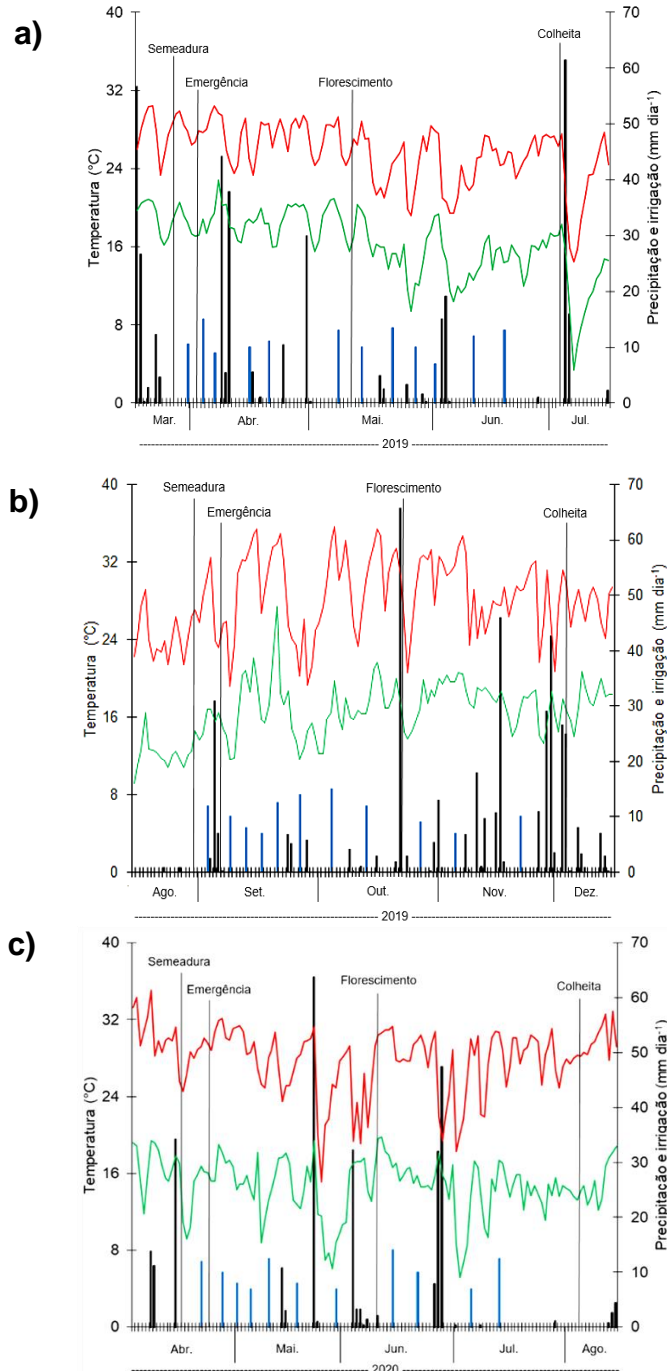 a)
Semeadura
Emergência
Florescimento
Colheita
Temperatura (°C)
40
32
24
16
8
0
Precipitação e irrigação (mm dia⁻¹)
70
60
50
40
30
20
10
0
Mar. Abr. Mai. Jun. Jul.
2019
b)
Semeadura
Emergência
Florescimento
Colheita
Temperatura (°C)
40
32
24
16
8
0
Precipitação e irrigação (mm dia⁻¹)
70
60
50
40
30
20
10
0
Ago. Set. Out. Nov. Dez.
2019
c)
Semeadura
Emergência
Florescimento
Colheita
Temperatura (°C)
40
32
24
16
8
0
Precipitação e irrigação (mm dia⁻¹)
70
60
50
40
30
20
10
0
Abr. Mai. Jun. Jul. Ago.
2020